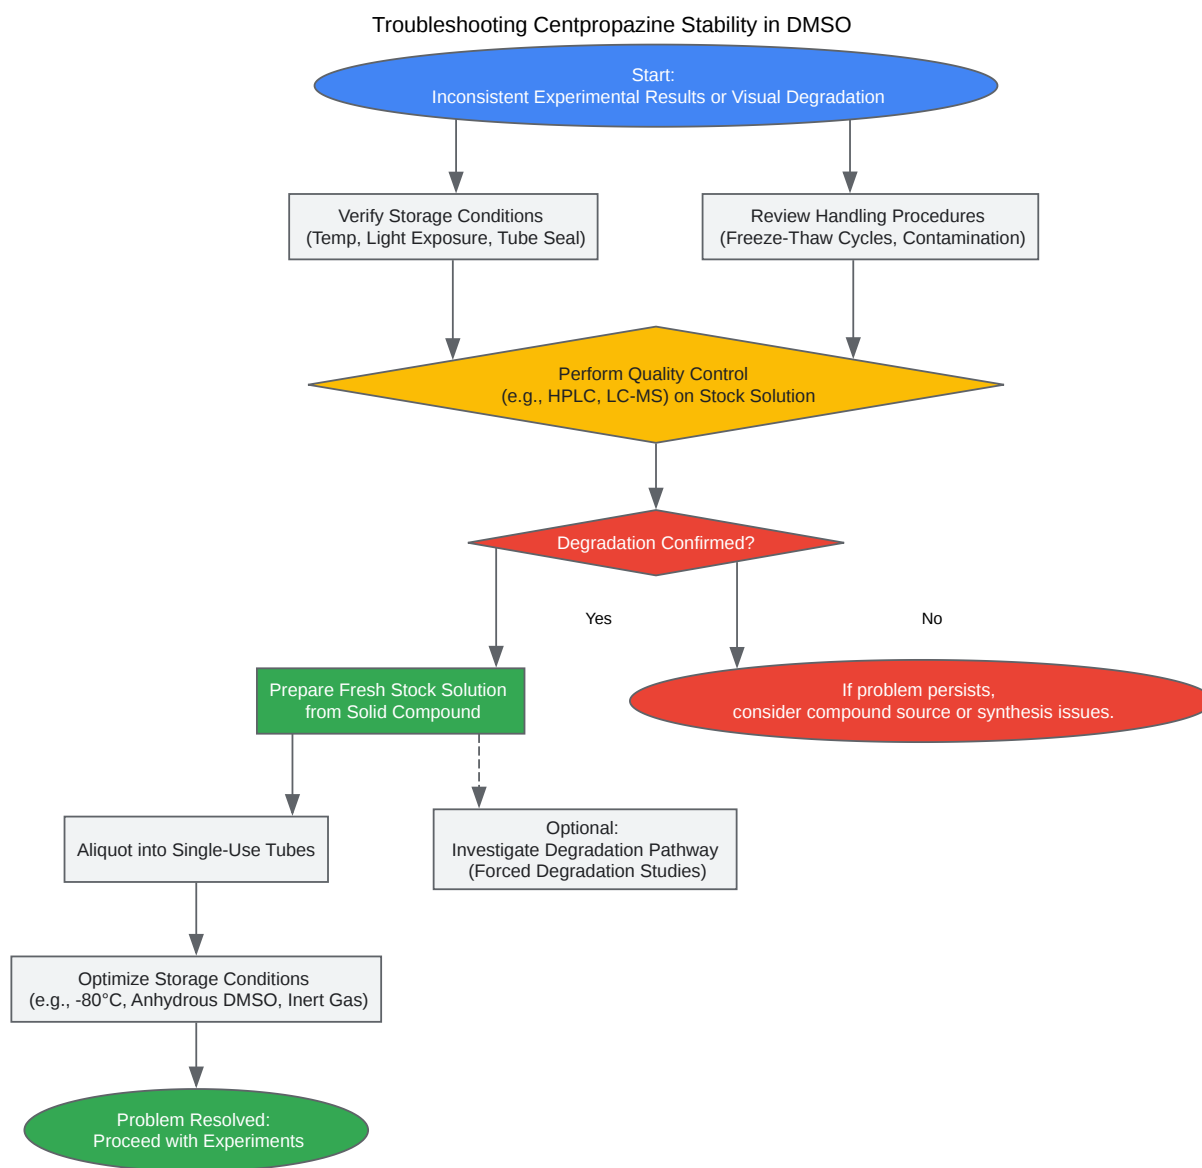 Troubleshooting Centpropazine Stability in DMSO
Start:
Inconsistent Experimental Results or Visual Degradation
Verify Storage Conditions
(Temp, Light Exposure, Tube Seal)
Review Handling Procedures
(Freeze-Thaw Cycles, Contamination)
Perform Quality Control
(e.g., HPLC, LC-MS) on Stock Solution
Degradation Confirmed?
Yes
No
Prepare Fresh Stock Solution
from Solid Compound
If problem persists,
consider compound source or synthesis issues.
Aliquot into Single-Use Tubes
Optional:
Investigate Degradation Pathway
(Forced Degradation Studies)
Optimize Storage Conditions
(e.g., -80°C, Anhydrous DMSO, Inert Gas)
Problem Resolved:
Proceed with Experiments